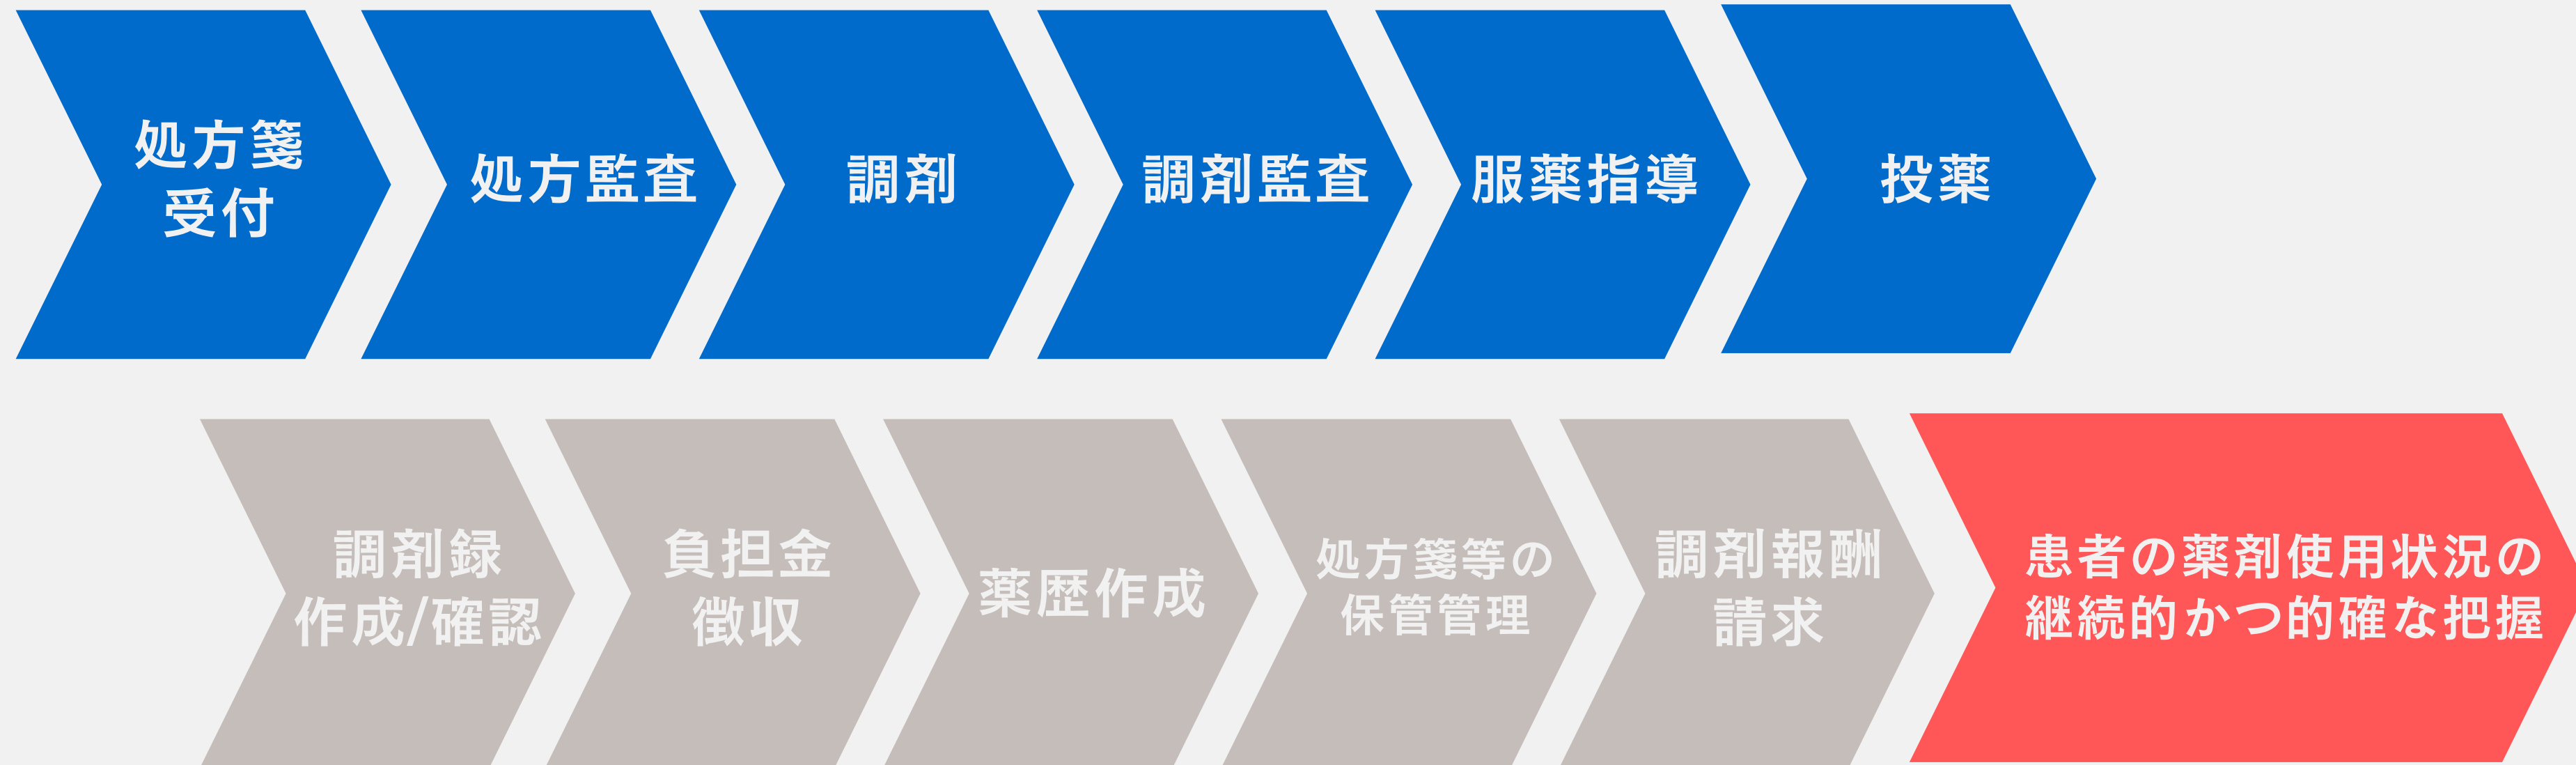 処方箋
受付
処方監査
調剤
調剤監査
服薬指導
投薬
調剤録
作成/確認
負担金
徴収
薬歴作成
処方箋等の
保管管理
調剤報酬
請求
患者の薬剤使用状況の
継続的かつ的確な把握